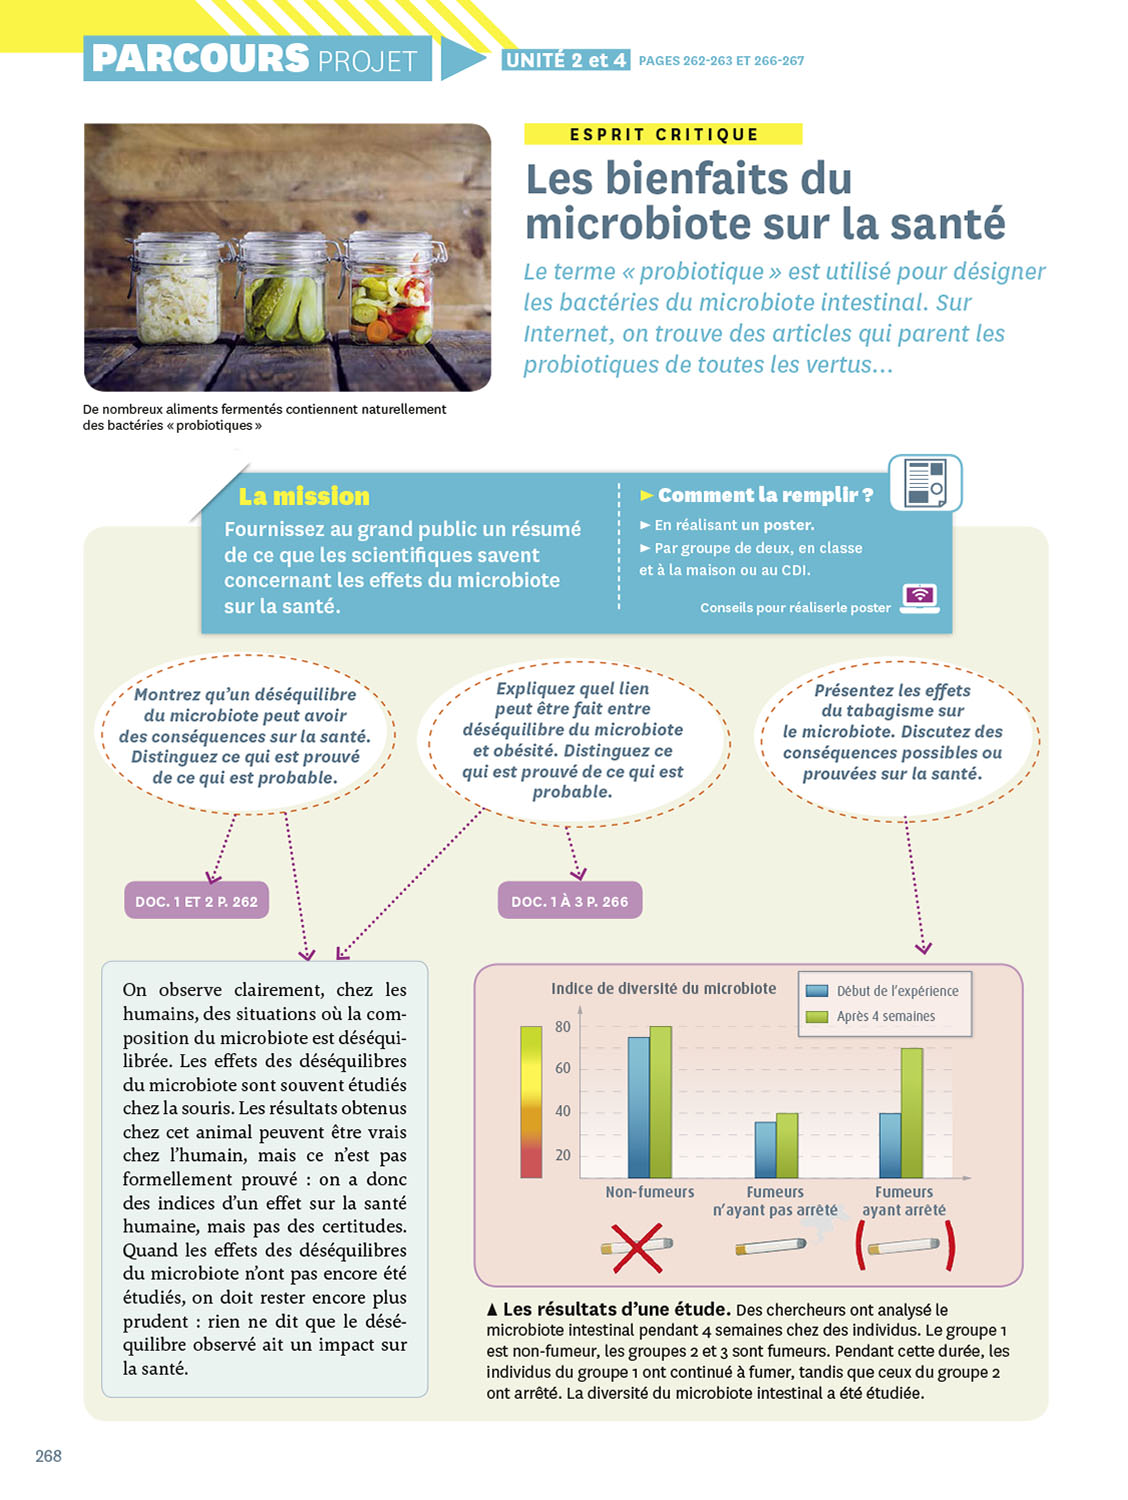 PARCOURS PROJET
UNITÉ 2 et 4 PAGES 262-263 ET 266-267
ESPRIT CRITIQUE
Les bienfaits du
microbiote sur la santé
Le terme « probiotique » est utilisé pour désigner
les bactéries du microbiote intestinal. Sur
Internet, on trouve des articles qui parent les
probiotiques de toutes les vertus…
De nombreux aliments fermentés contiennent naturellement
des bactéries « probiotiques »
La mission
Fournissez au grand public un résumé
de ce que les scientifiques savent
concernant les effets du microbiote
sur la santé.
► Comment la remplir ?
► En réalisant un poster.
► Par groupe de deux, en classe
et à la maison ou au CDI.
Conseils pour réaliserle poster
Montrez qu'un déséquilibre
du microbiote peut avoir
des conséquences sur la santé.
Distinguez ce qui est prouvé
de ce qui est probable.
Expliquez quel lien
peut être fait entre
déséquilibre du microbiote
et obésité. Distinguez ce
qui est prouvé de ce qui est
probable.
Présentez les effets
du tabagisme sur
le microbiote. Discutez des
conséquences possibles ou
prouvées sur la santé.
DOC. 1 ET 2 P. 262
DOC. 1 À 3 P. 266
On observe clairement, chez les
humains, des situations où la com-
position du microbiote est déséqui-
librée. Les effets des déséquilibres
du microbiote sont souvent étudiés
chez la souris. Les résultats obtenus
chez cet animal peuvent être vrais
chez l'humain, mais ce n'est pas
formellement prouvé : on a donc
des indices d'un effet sur la santé
humaine, mais pas des certitudes.
Quand les effets des déséquilibres
du microbiote n'ont pas encore été
étudiés, on doit rester encore plus
prudent : rien ne dit que le désé-
quilibre observé ait un impact sur
la santé.
Indice de diversité du microbiote
Début de l'expérience
Après 4 semaines
80
60
40
20
Non-fumeurs
Fumeurs
n'ayant pas arrêté
Fumeurs
ayant arrêté
▲ Les résultats d'une étude. Des chercheurs ont analysé le
microbiote intestinal pendant 4 semaines chez des individus. Le groupe 1
est non-fumeur, les groupes 2 et 3 sont fumeurs. Pendant cette durée, les
individus du groupe 1 ont continué à fumer, tandis que ceux du groupe 2
ont arrêté. La diversité du microbiote intestinal a été étudiée.
268